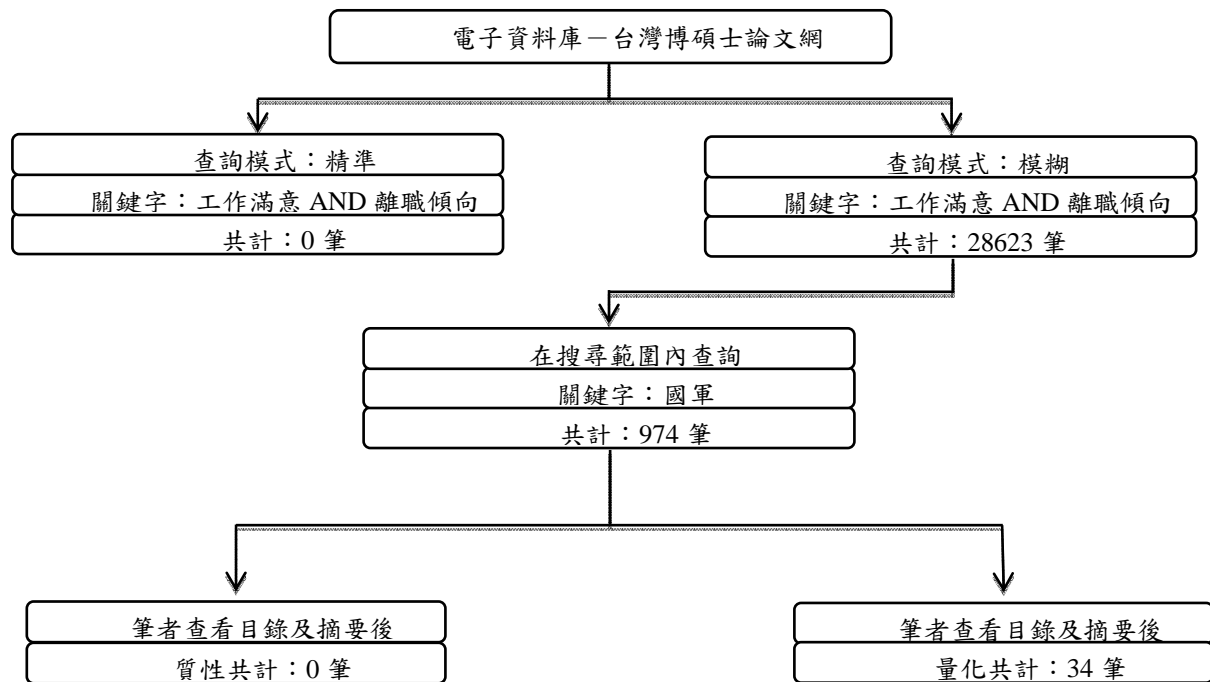 電子資料庫－台灣博碩士論文網
查詢模式：精準
關鍵字：工作滿意 AND 離職傾向
共計：0 筆
查詢模式：模糊
關鍵字：工作滿意 AND 離職傾向
共計：28623 筆
在搜尋範圍內查詢
關鍵字：國軍
共計：974 筆
筆者查看目錄及摘要後
質性共計：0 筆
筆者查看目錄及摘要後
量化共計：34 筆